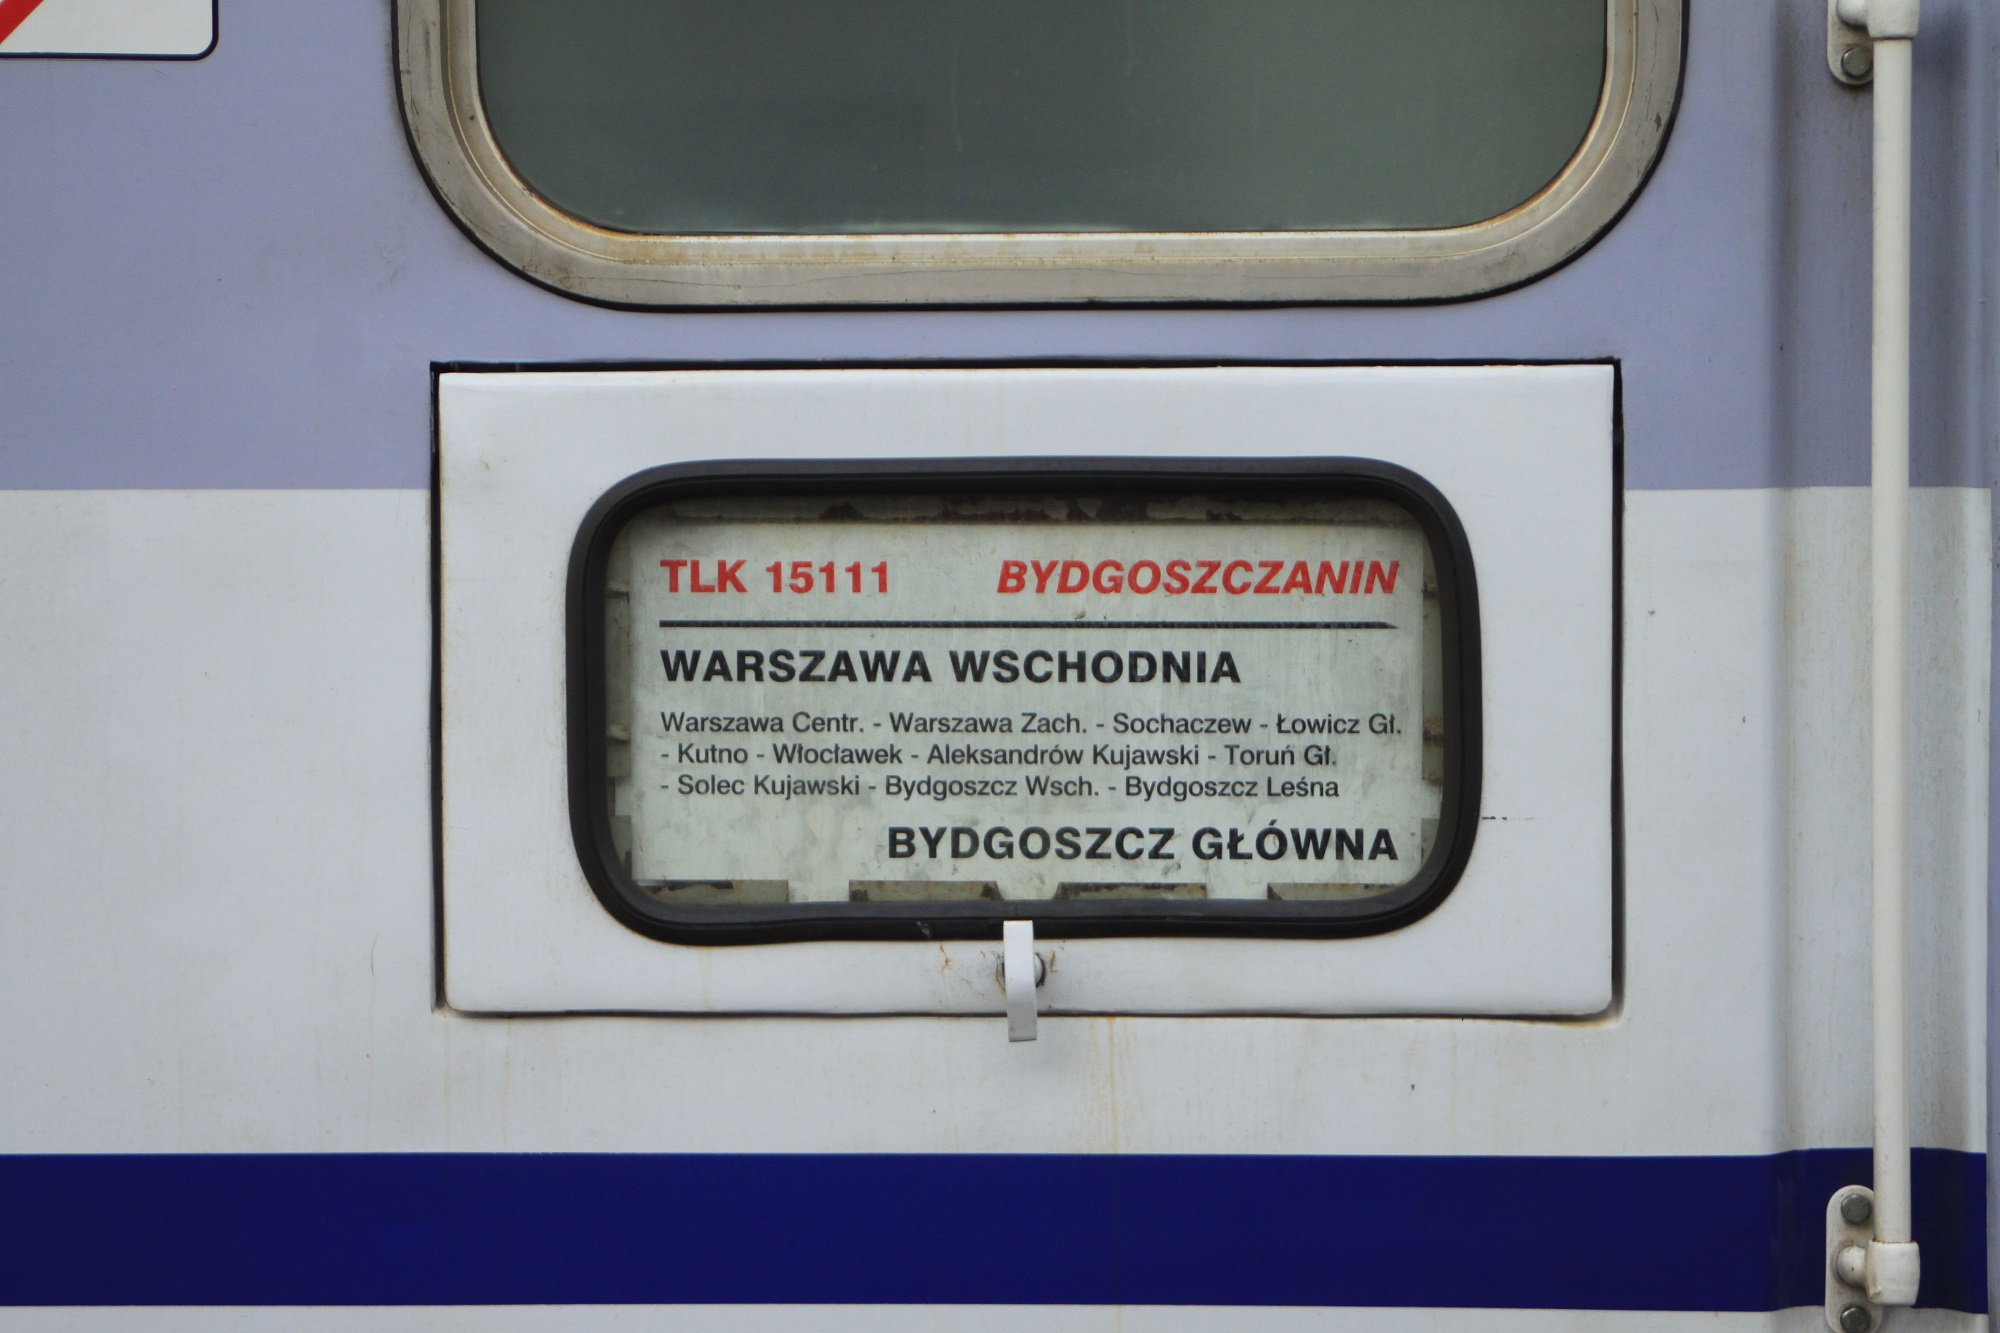 TLK 15111 BYDGOSZCZANIN
WARSZAWA WSCHODNIA
Warszawa Centr. - Warszawa Zach. - Sochaczew - Łowicz Gł.
- Kutno - Włocławek - Aleksandrów Kujawski - Toruń Gł.
- Solec Kujawski - Bydgoszcz Wsch. - Bydgoszcz Leśna
BYDGOSZCZ GŁÓWNA